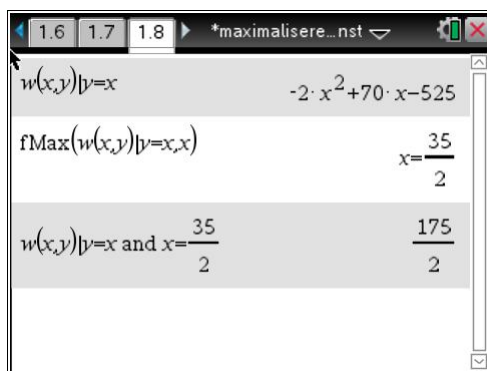 1.6 1.7 1.8 *maximalisere…nst
w(x,y)|y=x
-2·x²+70·x−525
fMax(w(x,y)|y=x,x)
x=35/2
w(x,y)|y=x and x=35/2
175/2